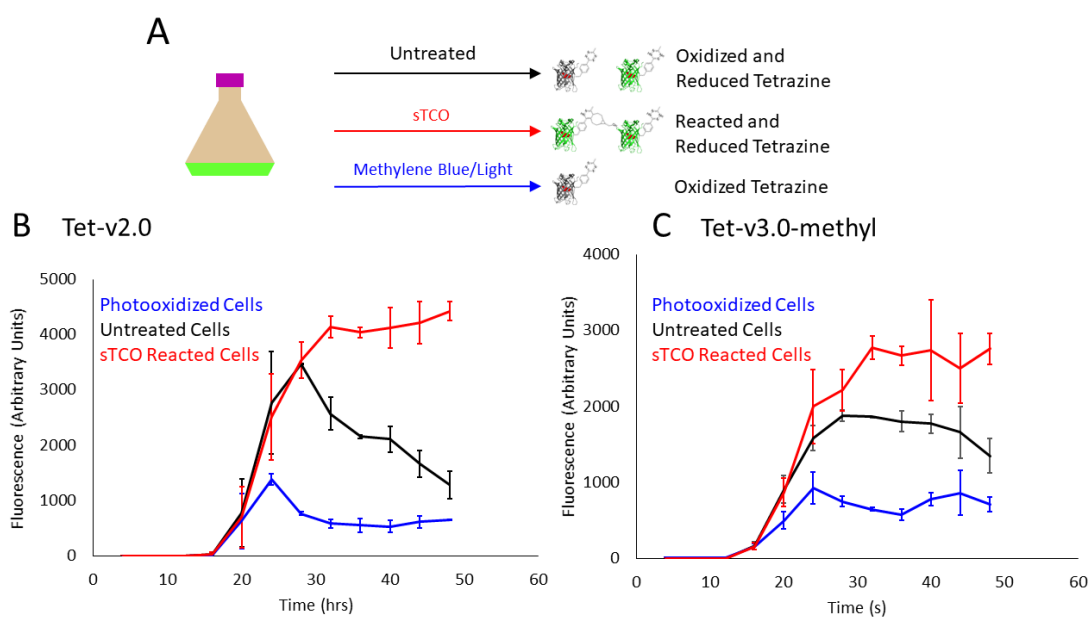 A
Untreated
Oxidized and
Reduced Tetrazine
sTCO
Reacted and
Reduced Tetrazine
Methylene Blue/Light
Oxidized Tetrazine
B Tet-v2.0
Fluorescence (Arbitrary Units)
5000
4000
3000
2000
1000
0
Photooxidized Cells
Untreated Cells
sTCO Reacted Cells
0 10 20 30 40 50 60
Time (hrs)
C Tet-v3.0-methyl
Fluorescence (Arbitrary Units)
4000
3000
2000
1000
0
Photooxidized Cells
Untreated Cells
sTCO Reacted Cells
0 10 20 30 40 50 60
Time (s)